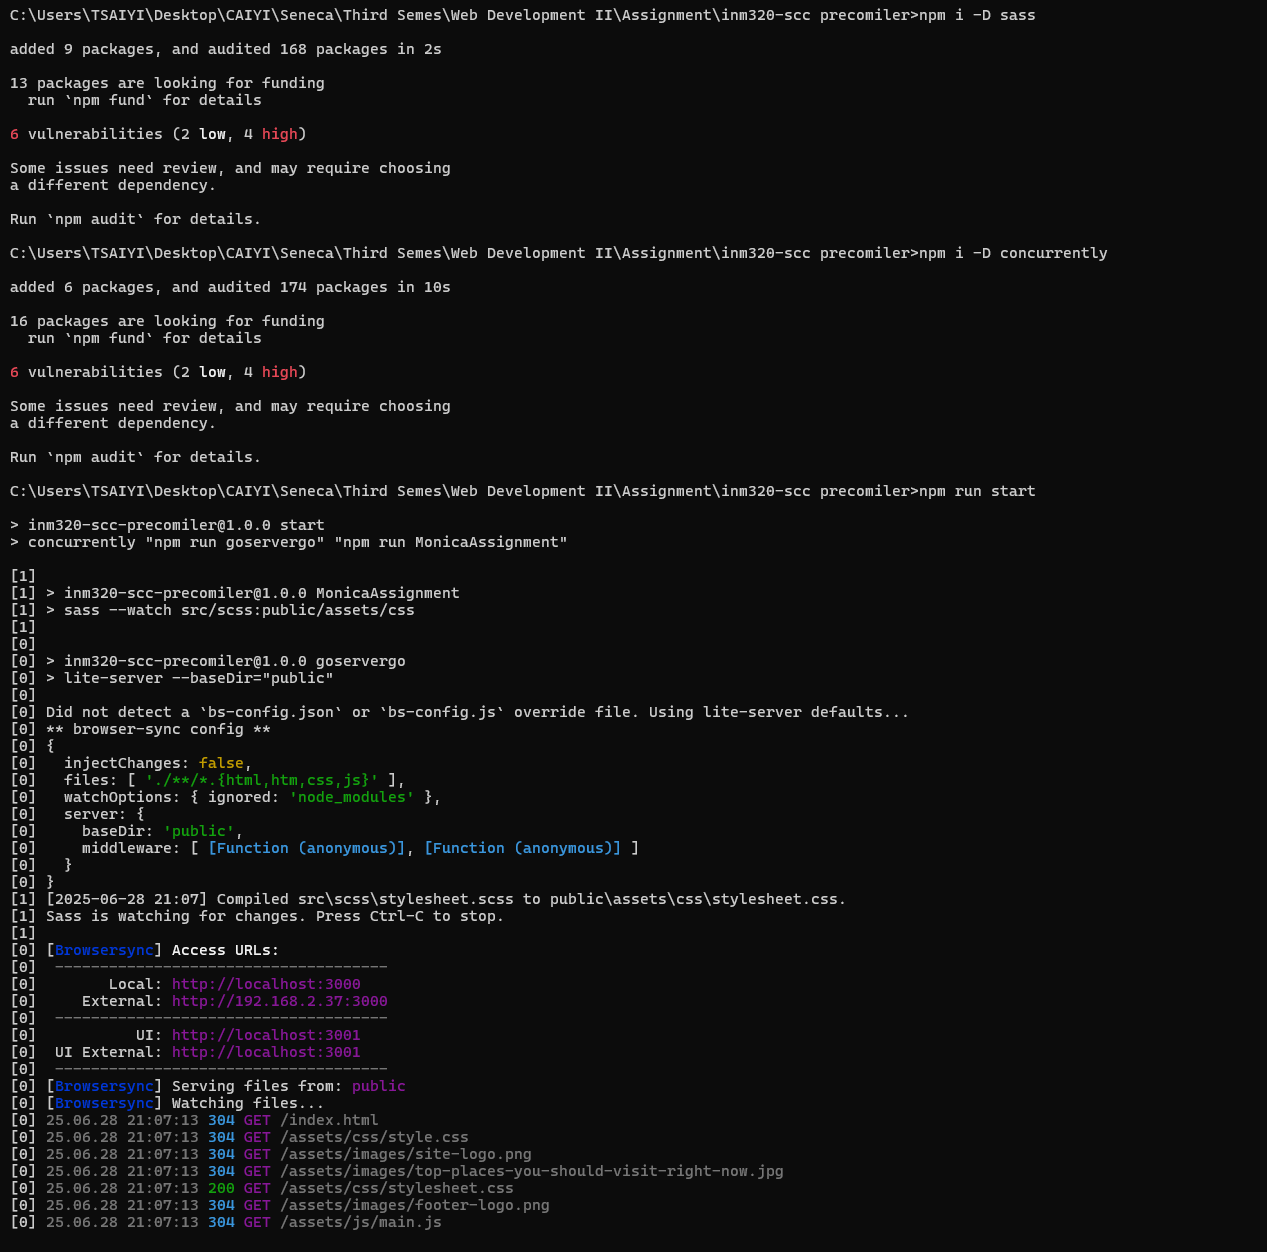 C:\Users\TSAIYI\Desktop\CAIYI\Seneca\Third Semes\Web Development II\Assignment\inm320-scc precomiler>npm i -D sass
added 9 packages, and audited 168 packages in 2s
13 packages are looking for funding
  run `npm fund` for details
6 vulnerabilities (2 low, 4 high)
Some issues need review, and may require choosing
a different dependency.
Run `npm audit` for details.
C:\Users\TSAIYI\Desktop\CAIYI\Seneca\Third Semes\Web Development II\Assignment\inm320-scc precomiler>npm i -D concurrently
added 6 packages, and audited 174 packages in 10s
16 packages are looking for funding
  run `npm fund` for details
6 vulnerabilities (2 low, 4 high)
Some issues need review, and may require choosing
a different dependency.
Run `npm audit` for details.
C:\Users\TSAIYI\Desktop\CAIYI\Seneca\Third Semes\Web Development II\Assignment\inm320-scc precomiler>npm run start
> inm320-scc-precomiler@1.0.0 start
> concurrently "npm run goservergo" "npm run MonicaAssignment"
[1]
[1] > inm320-scc-precomiler@1.0.0 MonicaAssignment
[1] > sass --watch src/scss:public/assets/css
[1]
[0]
[0] > inm320-scc-precomiler@1.0.0 goservergo
[0] > lite-server --baseDir="public"
[0]
[0] Did not detect a `bs-config.json` or `bs-config.js` override file. Using lite-server defaults...
[0] ** browser-sync config **
[0] {
[0]   injectChanges: false,
[0]   files: [ './**/*.{html,htm,css,js}' ],
[0]   watchOptions: { ignored: 'node_modules' },
[0]   server: {
[0]     baseDir: 'public',
[0]     middleware: [ [Function (anonymous)], [Function (anonymous)] ]
[0]   }
[0] }
[1] [2025-06-28 21:07] Compiled src\scss\stylesheet.scss to public\assets\css\stylesheet.css.
[1] Sass is watching for changes. Press Ctrl-C to stop.
[1]
[0] [Browsersync] Access URLs:
[0]  -------------------------------------
[0]        Local: http://localhost:3000
[0]     External: http://192.168.2.37:3000
[0]  -------------------------------------
[0]           UI: http://localhost:3001
[0]  UI External: http://localhost:3001
[0]  -------------------------------------
[0] [Browsersync] Serving files from: public
[0] [Browsersync] Watching files...
[0] 25.06.28 21:07:13 304 GET /index.html
[0] 25.06.28 21:07:13 304 GET /assets/css/style.css
[0] 25.06.28 21:07:13 304 GET /assets/images/site-logo.png
[0] 25.06.28 21:07:13 304 GET /assets/images/top-places-you-should-visit-right-now.jpg
[0] 25.06.28 21:07:13 200 GET /assets/css/stylesheet.css
[0] 25.06.28 21:07:13 304 GET /assets/images/footer-logo.png
[0] 25.06.28 21:07:13 304 GET /assets/js/main.js